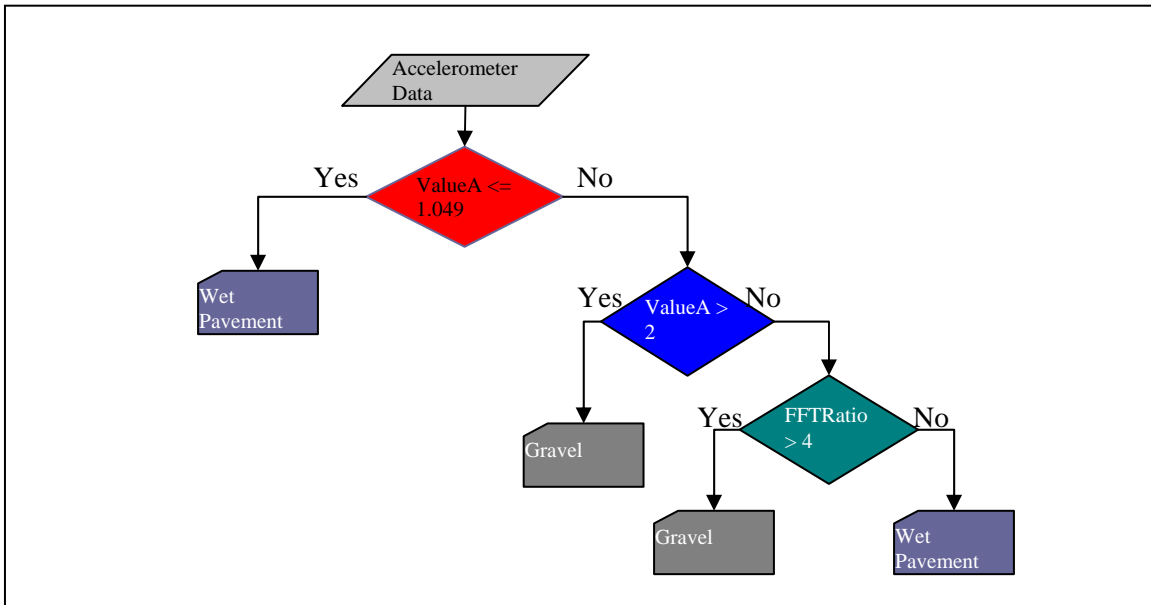 Accelerometer
Data
Yes
ValueA <=
1.049
No
Wet
Pavement
Yes
ValueA >
2
No
Gravel
Yes
FFTRatio
> 4
No
Gravel
Wet
Pavement